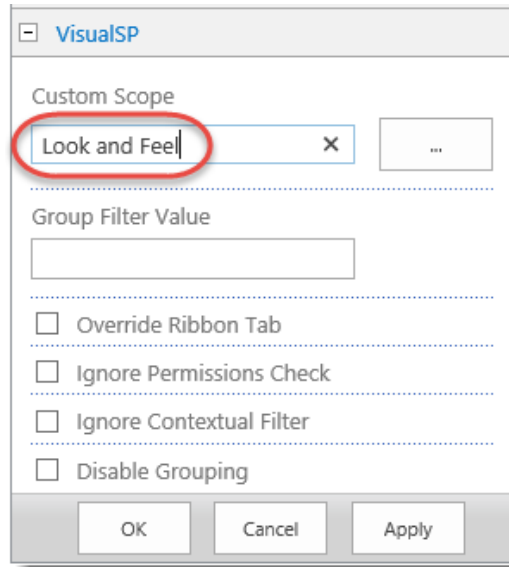 VisualSP
Custom Scope
Look and Feel
...
Group Filter Value
Override Ribbon Tab
Ignore Permissions Check
Ignore Contextual Filter
Disable Grouping
OK Cancel Apply